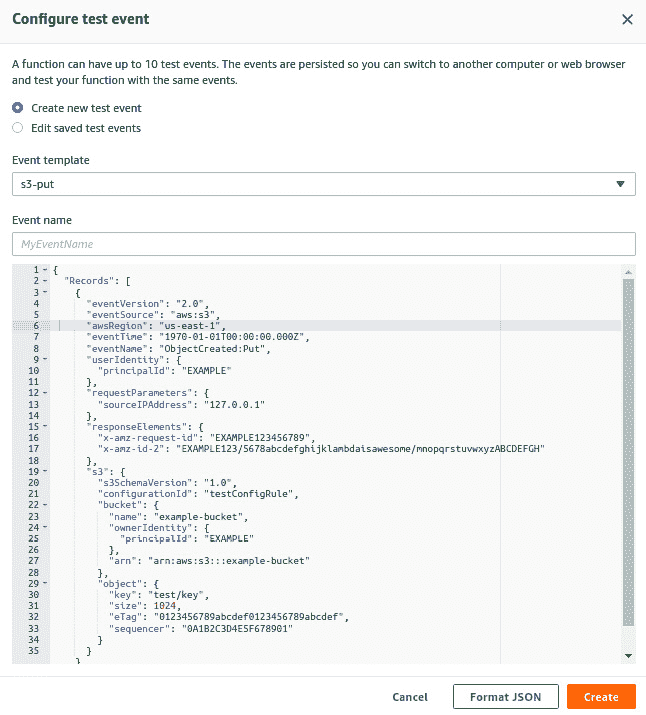 Configure test event
A function can have up to 10 test events. The events are persisted so you can switch to another computer or web browser
and test your function with the same events.
Create new test event
Edit saved test events
Event template
s3-put
Event name
MyEventName
1 {
2 "Records": [
3 {
4 "eventVersion": "2.0",
5 "eventSource": "aws:s3",
6 "awsRegion": "us-east-1",
7 "eventTime": "1970-01-01T00:00:00.000Z",
8 "eventName": "ObjectCreated:Put",
9 "userIdentity": {
10 "principalId": "EXAMPLE"
11 },
12 "requestParameters": {
13 "sourceIPAddress": "127.0.0.1"
14 },
15 "responseElements": {
16 "x-amz-request-id": "EXAMPLE123456789",
17 "x-amz-id-2": "EXAMPLE123/5678abcdefghijklambdaisawesome/mnopqrstuvwxyzABCDEFGH"
18 },
19 "s3": {
20 "s3SchemaVersion": "1.0",
21 "configurationId": "testConfigRule",
22 "bucket": {
23 "name": "example-bucket",
24 "ownerIdentity": {
25 "principalId": "EXAMPLE"
26 },
27 "arn": "arn:aws:s3:::example-bucket"
28 },
29 "object": {
30 "key": "test/key",
31 "size": 1024,
32 "eTag": "0123456789abcdef0123456789abcdef",
33 "sequencer": "0A1B2C3D4E5F678901"
34 }
35 }
}
Cancel
Format JSON
Create